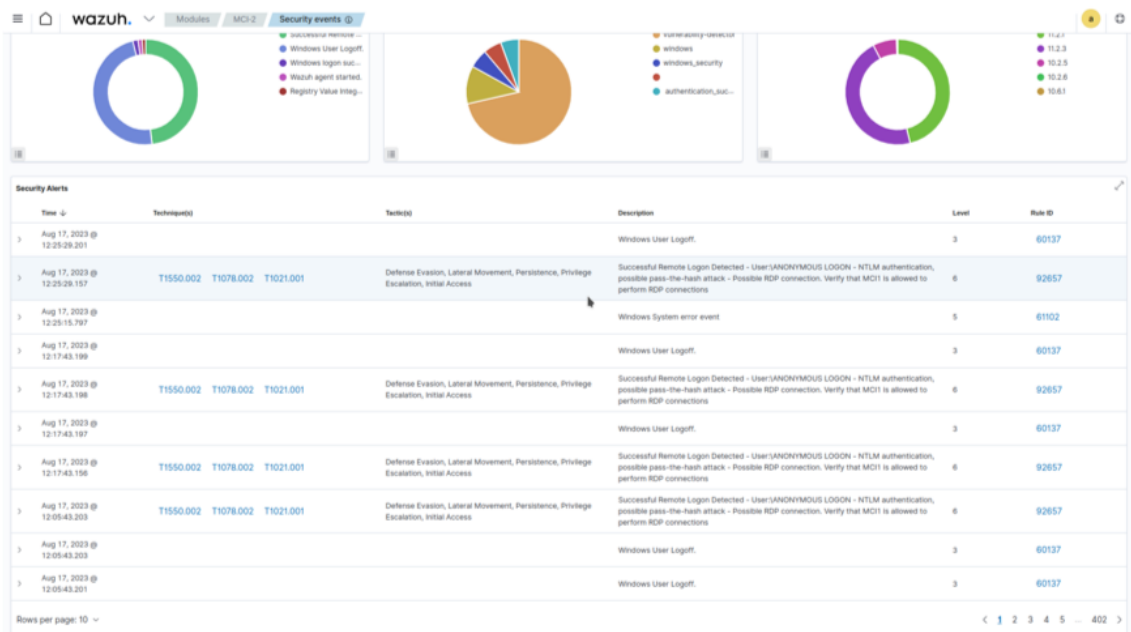 wazuh. Modules MCI-2 Security events
Successful Remote ...
Windows User Logoff.
Windows logon suc...
Wazuh agent started.
Registry Value Integ...
vulnerability-detector
windows
windows_security
authentication_suc...
11.2.1
11.2.3
10.2.5
10.2.6
10.6.1
a
Security Alerts
Time Technique(s) Tactic(s) Description Level Rule ID
Aug 17, 2023 @
12:25:29.201
Windows User Logoff. 3 60137
Aug 17, 2023 @
12:25:29.157
T1550.002 T1078.002 T1021.001
Defense Evasion, Lateral Movement, Persistence, Privilege
Escalation, Initial Access
Successful Remote Logon Detected - User:\ANONYMOUS LOGON - NTLM authentication,
possible pass-the-hash attack - Possible RDP connection. Verify that MCI1 is allowed to
perform RDP connections
6 92657
Aug 17, 2023 @
12:25:15.797
Windows System error event 5 61102
Aug 17, 2023 @
12:17:43.199
Windows User Logoff. 3 60137
Aug 17, 2023 @
12:17:43.198
T1550.002 T1078.002 T1021.001
Defense Evasion, Lateral Movement, Persistence, Privilege
Escalation, Initial Access
Successful Remote Logon Detected - User:\ANONYMOUS LOGON - NTLM authentication,
possible pass-the-hash attack - Possible RDP connection. Verify that MCI1 is allowed to
perform RDP connections
6 92657
Aug 17, 2023 @
12:17:43.197
Windows User Logoff. 3 60137
Aug 17, 2023 @
12:17:43.156
T1550.002 T1078.002 T1021.001
Defense Evasion, Lateral Movement, Persistence, Privilege
Escalation, Initial Access
Successful Remote Logon Detected - User:\ANONYMOUS LOGON - NTLM authentication,
possible pass-the-hash attack - Possible RDP connection. Verify that MCI1 is allowed to
perform RDP connections
6 92657
Aug 17, 2023 @
12:05:43.203
T1550.002 T1078.002 T1021.001
Defense Evasion, Lateral Movement, Persistence, Privilege
Escalation, Initial Access
Successful Remote Logon Detected - User:\ANONYMOUS LOGON - NTLM authentication,
possible pass-the-hash attack - Possible RDP connection. Verify that MCI1 is allowed to
perform RDP connections
6 92657
Aug 17, 2023 @
12:05:43.203
Windows User Logoff. 3 60137
Aug 17, 2023 @
12:05:43.201
Windows User Logoff. 3 60137
Rows per page: 10
1 2 3 4 5 ... 402